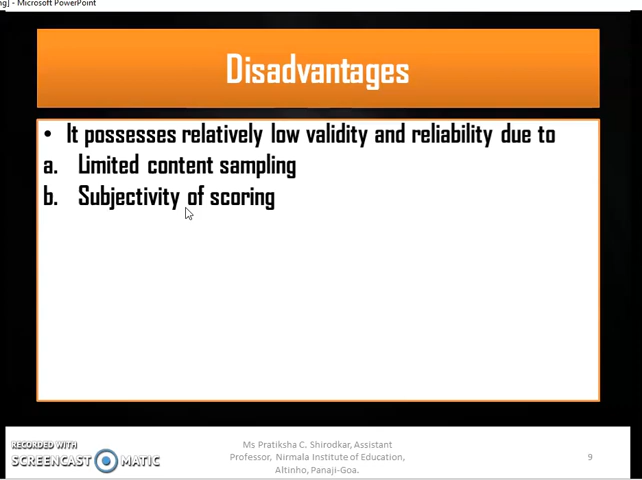 ng] - Microsoft PowerPoint
Disadvantages
• It possesses relatively low validity and reliability due to
a. Limited content sampling
b. Subjectivity of scoring
RECORDED WITH
SCREENCAST MATIC
Ms Pratiksha C. Shirodkar, Assistant
Professor, Nirmala Institute of Education,
Altinho, Panaji-Goa.
9